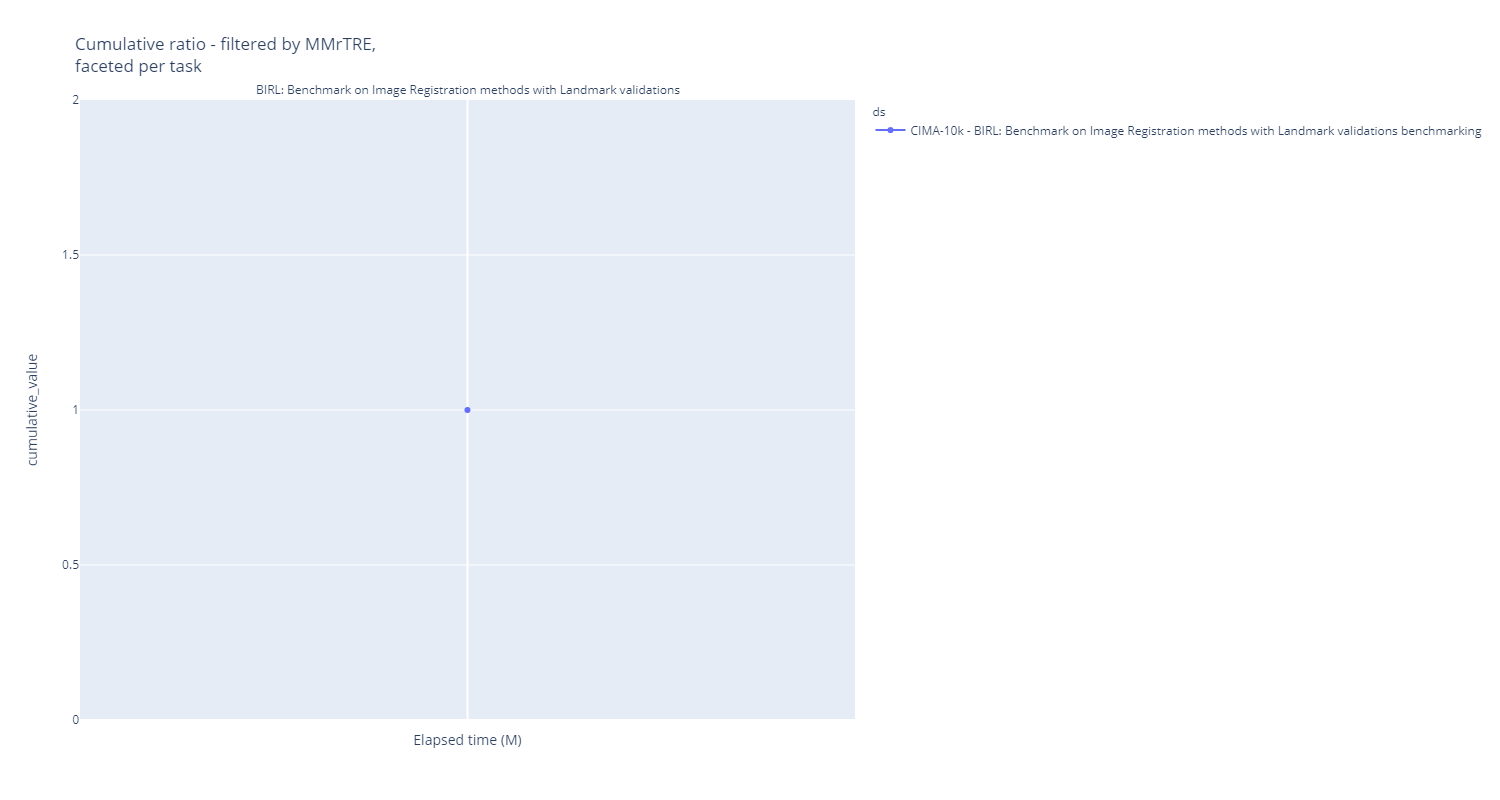 Cumulative ratio - filtered by MMrTRE,
faceted per task
BIRL: Benchmark on Image Registration methods with Landmark validations
2
1.5
1
0.5
0
cumulative_value
Elapsed time (M)
ds
CIMA-10k - BIRL: Benchmark on Image Registration methods with Landmark validations benchmarking